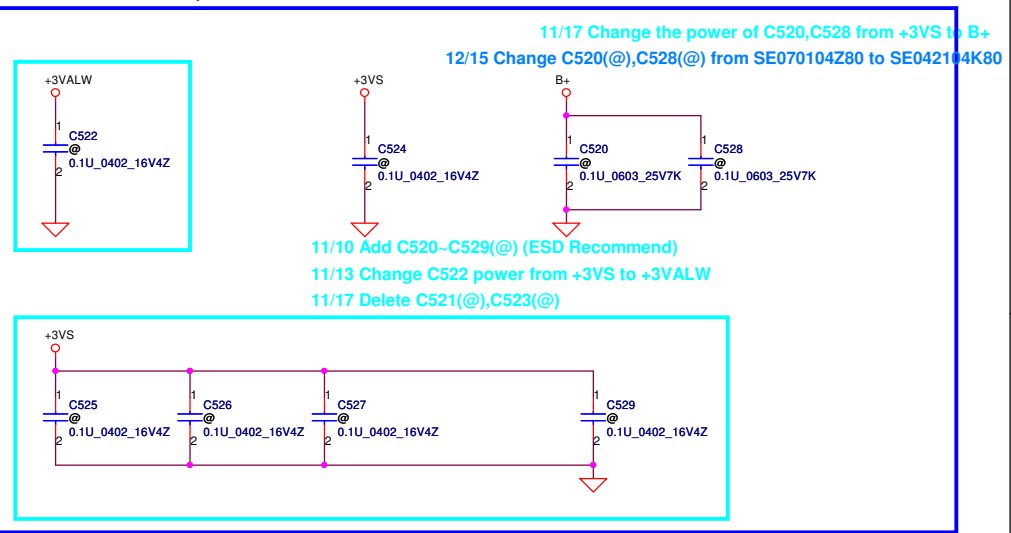 11/17 Change the power of C520,C528 from +3VS to B+
12/15 Change C520(@),C528(@) from SE070104Z80 to SE042104K80
+3VALW
1
C522
@
0.1U_0402_16V4Z
2
+3VS
1
C524
@
0.1U_0402_16V4Z
2
B+
1
C520
@
0.1U_0603_25V7K
2
1
C528
@
0.1U_0603_25V7K
2
11/10 Add C520~C529(@) (ESD Recommend)
11/13 Change C522 power from +3VS to +3VALW
11/17 Delete C521(@),C523(@)
+3VS
1
C525
@
0.1U_0402_16V4Z
2
1
C526
@
0.1U_0402_16V4Z
2
1
C527
@
0.1U_0402_16V4Z
2
1
C529
@
0.1U_0402_16V4Z
2